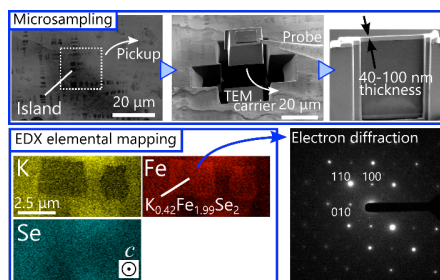 Microsampling
Pickup
Island
20 μm
Probe
TEM
carrier
20 μm
40-100 nm
thickness
EDX elemental mapping
K
2.5 μm
Fe
K0.42Fe1.99Se2
Se
c
Electron diffraction
110 100
010